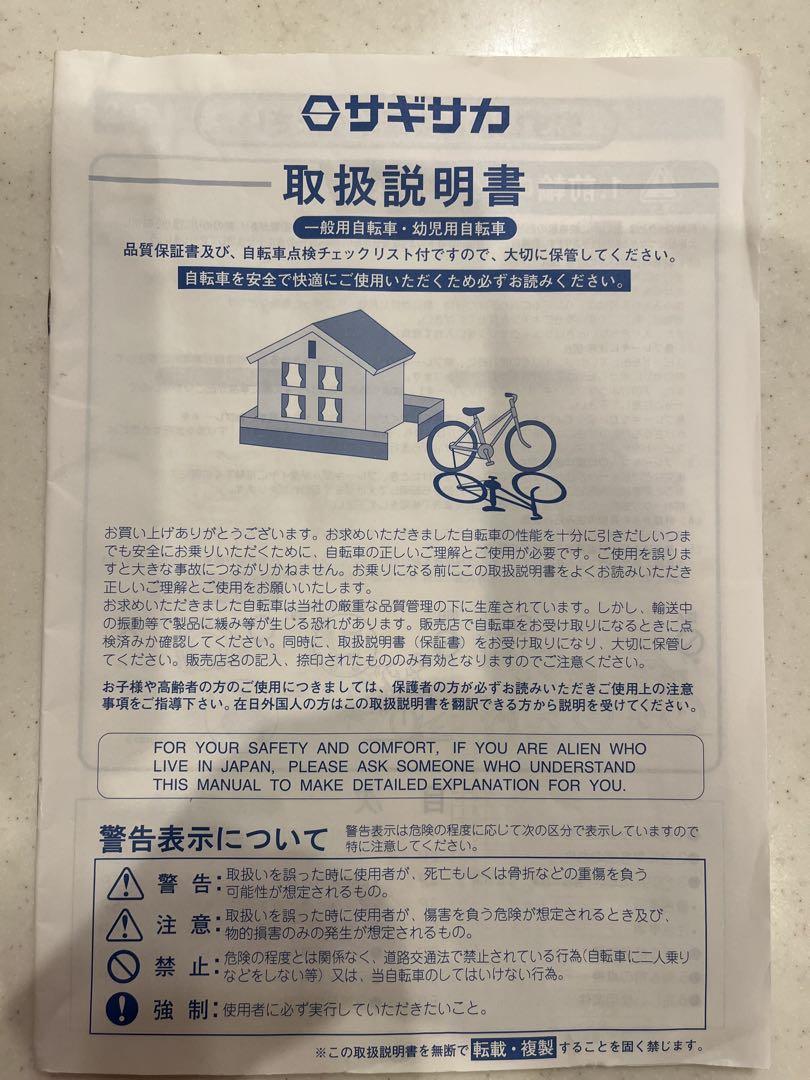 サギサカ
取扱説明書
一般用自転車・幼児用自転車
品質保証書及び、自転車点検チェックリスト付ですので、大切に保管してください。
自転車を安全で快適にご使用いただくため必ずお読みください。
お買い上げありがとうございます。お求めいただきました自転車の性能を十分に引きだしいつま
でも安全にお乗りいただくために、自転車の正しいご理解とご使用が必要です。ご使用を誤りま
すと大きな事故につながりかねません。お乗りになる前にこの取扱説明書をよくお読みいただき
正しいご理解とご使用をお願いいたします。
お求めいただきました自転車は当社の厳重な品質管理の下に生産されています。しかし、輸送中
の振動等で製品に緩み等が生じる恐れがあります。販売店で自転車をお受け取りになるときに点
検済みか確認してください。同時に、取扱説明書（保証書）をお受け取りになり、大切に保管し
てください。販売店名の記入、捺印されたもののみ有効となりますのでご注意ください。
お子様や高齢者の方のご使用につきましては、保護者の方が必ずお読みいただきご使用上の注意
事項をご指導下さい。在日外国人の方はこの取扱説明書を翻訳できる方から説明を受けてください。
FOR YOUR SAFETY AND COMFORT, IF YOU ARE ALIEN WHO
LIVE IN JAPAN, PLEASE ASK SOMEONE WHO UNDERSTAND
THIS MANUAL TO MAKE DETAILED EXPLANATION FOR YOU.
警告表示について
警告表示は危険の程度に応じて次の区分で表示していますので
特に注意してください。
警告:取扱いを誤った時に使用者が、死亡もしくは骨折などの重傷を負う
可能性が想定されるもの。
注意:取扱いを誤った時に使用者が、傷害を負う危険が想定されるとき及び、
物的損害のみの発生が想定されるもの。
禁止:危険の程度とは関係なく、道路交通法で禁止されている行為(自転車に二人乗り
などをしない等）又は、当自転車のしてはいけない行為。
強制:使用者に必ず実行していただきたいこと。
※この取扱説明書を無断で転載・複製することを固く禁じます。